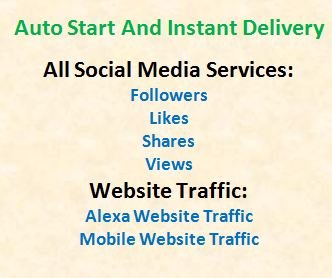 Auto Start And Instant Delivery
All Social Media Services:
Followers
Likes
Shares
Views
Website Traffic:
Alexa Website Traffic
Mobile Website Traffic